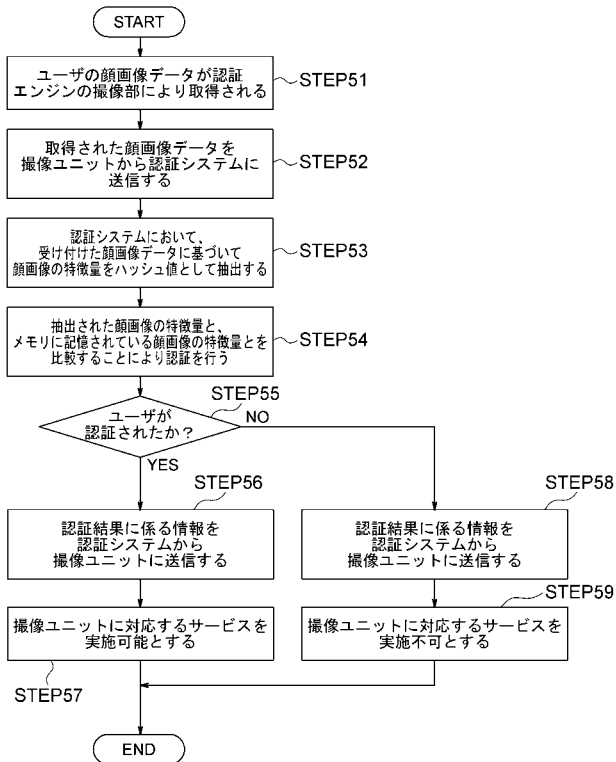 START
ユーザの顔画像データが認証
エンジンの撮像部により取得される
STEP51
取得された顔画像データを
撮像ユニットから認証システムに
送信する
STEP52
認証システムにおいて、
受け付けた顔画像データに基づいて
顔画像の特徴量をハッシュ値として抽出する
STEP53
抽出された顔画像の特徴量と、
メモリに記憶されている顔画像の特徴量とを
比較することにより認証を行う
STEP54
STEP55
ユーザが
認証されたか？
NO
YES
STEP56
認証結果に係る情報を
認証システムから
撮像ユニットに送信する
STEP58
認証結果に係る情報を
認証システムから
撮像ユニットに送信する
撮像ユニットに対応するサービスを
実施可能とする
STEP57
STEP59
撮像ユニットに対応するサービスを
実施不可とする
END